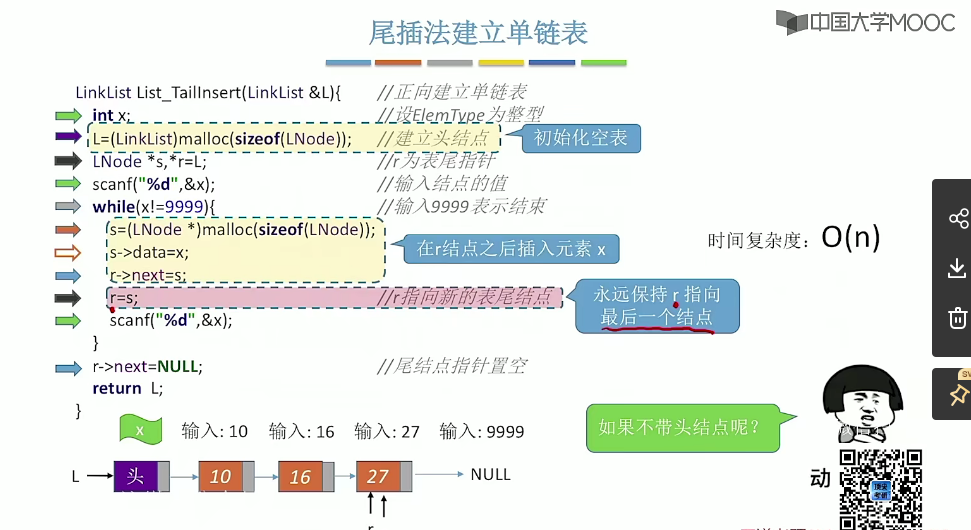 中国大学MOOC
尾插法建立单链表
LinkList List_TailInsert(LinkList &L){ //正向建立单链表
int x; //设ElemType为整型
L=(LinkList)malloc(sizeof(LNode)); //建立头结点
初始化空表
LNode *s,*r=L; //r为表尾指针
scanf("%d",&x); //输入结点的值
while(x!=9999){ //输入9999表示结束
s=(LNode *)malloc(sizeof(LNode));
s->data=x;
在r结点之后插入元素 x
时间复杂度：O(n)
r->next=s;
r=s; //r指向新的表尾结点
永远保持 r 指向
最后一个结点
scanf("%d",&x);
}
r->next=NULL; //尾结点指针置空
return L;
}
x 输入: 10 输入: 16 输入: 27 输入: 9999
如果不带头结点呢？
L 头 10 16 27 NULL
动